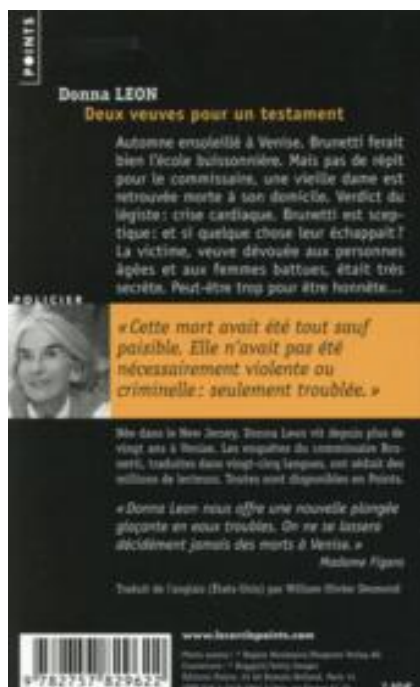 POINTS
Donna LEON
Deux veuves pour un testament
Automne ensoleillé à Venise. Brunetti ferait
bien l'école buissonnière. Mais pas de répit
pour le commissaire, une vieille dame est
retrouvée morte à son domicile. Verdict du
légiste : crise cardiaque. Brunetti est scep-
tique : et si quelque chose leur échappait ?
La victime, veuve dévouée aux personnes
âgées et aux femmes battues, était très
secrète. Peut-être trop pour être honnête…
POLICIER
« Cette mort avait été tout sauf
paisible. Elle n'avait pas été
nécessairement violente ou
criminelle : seulement troublée. »
Née dans le New Jersey, Donna Leon vit depuis plus de
vingt ans à Venise. Les enquêtes du commissaire Bru-
netti, traduites dans vingt-cinq langues, ont séduit des
millions de lecteurs. Toutes sont disponibles en Points.
« Donna Leon nous offre une nouvelle plongée
glaçante en eaux troubles. On ne se lassera
décidément jamais des morts à Venise. »
Madame Figaro
Traduit de l'anglais (États-Unis) par William Olivier Desmond
www.lecerclepoints.com
9 782757 829622